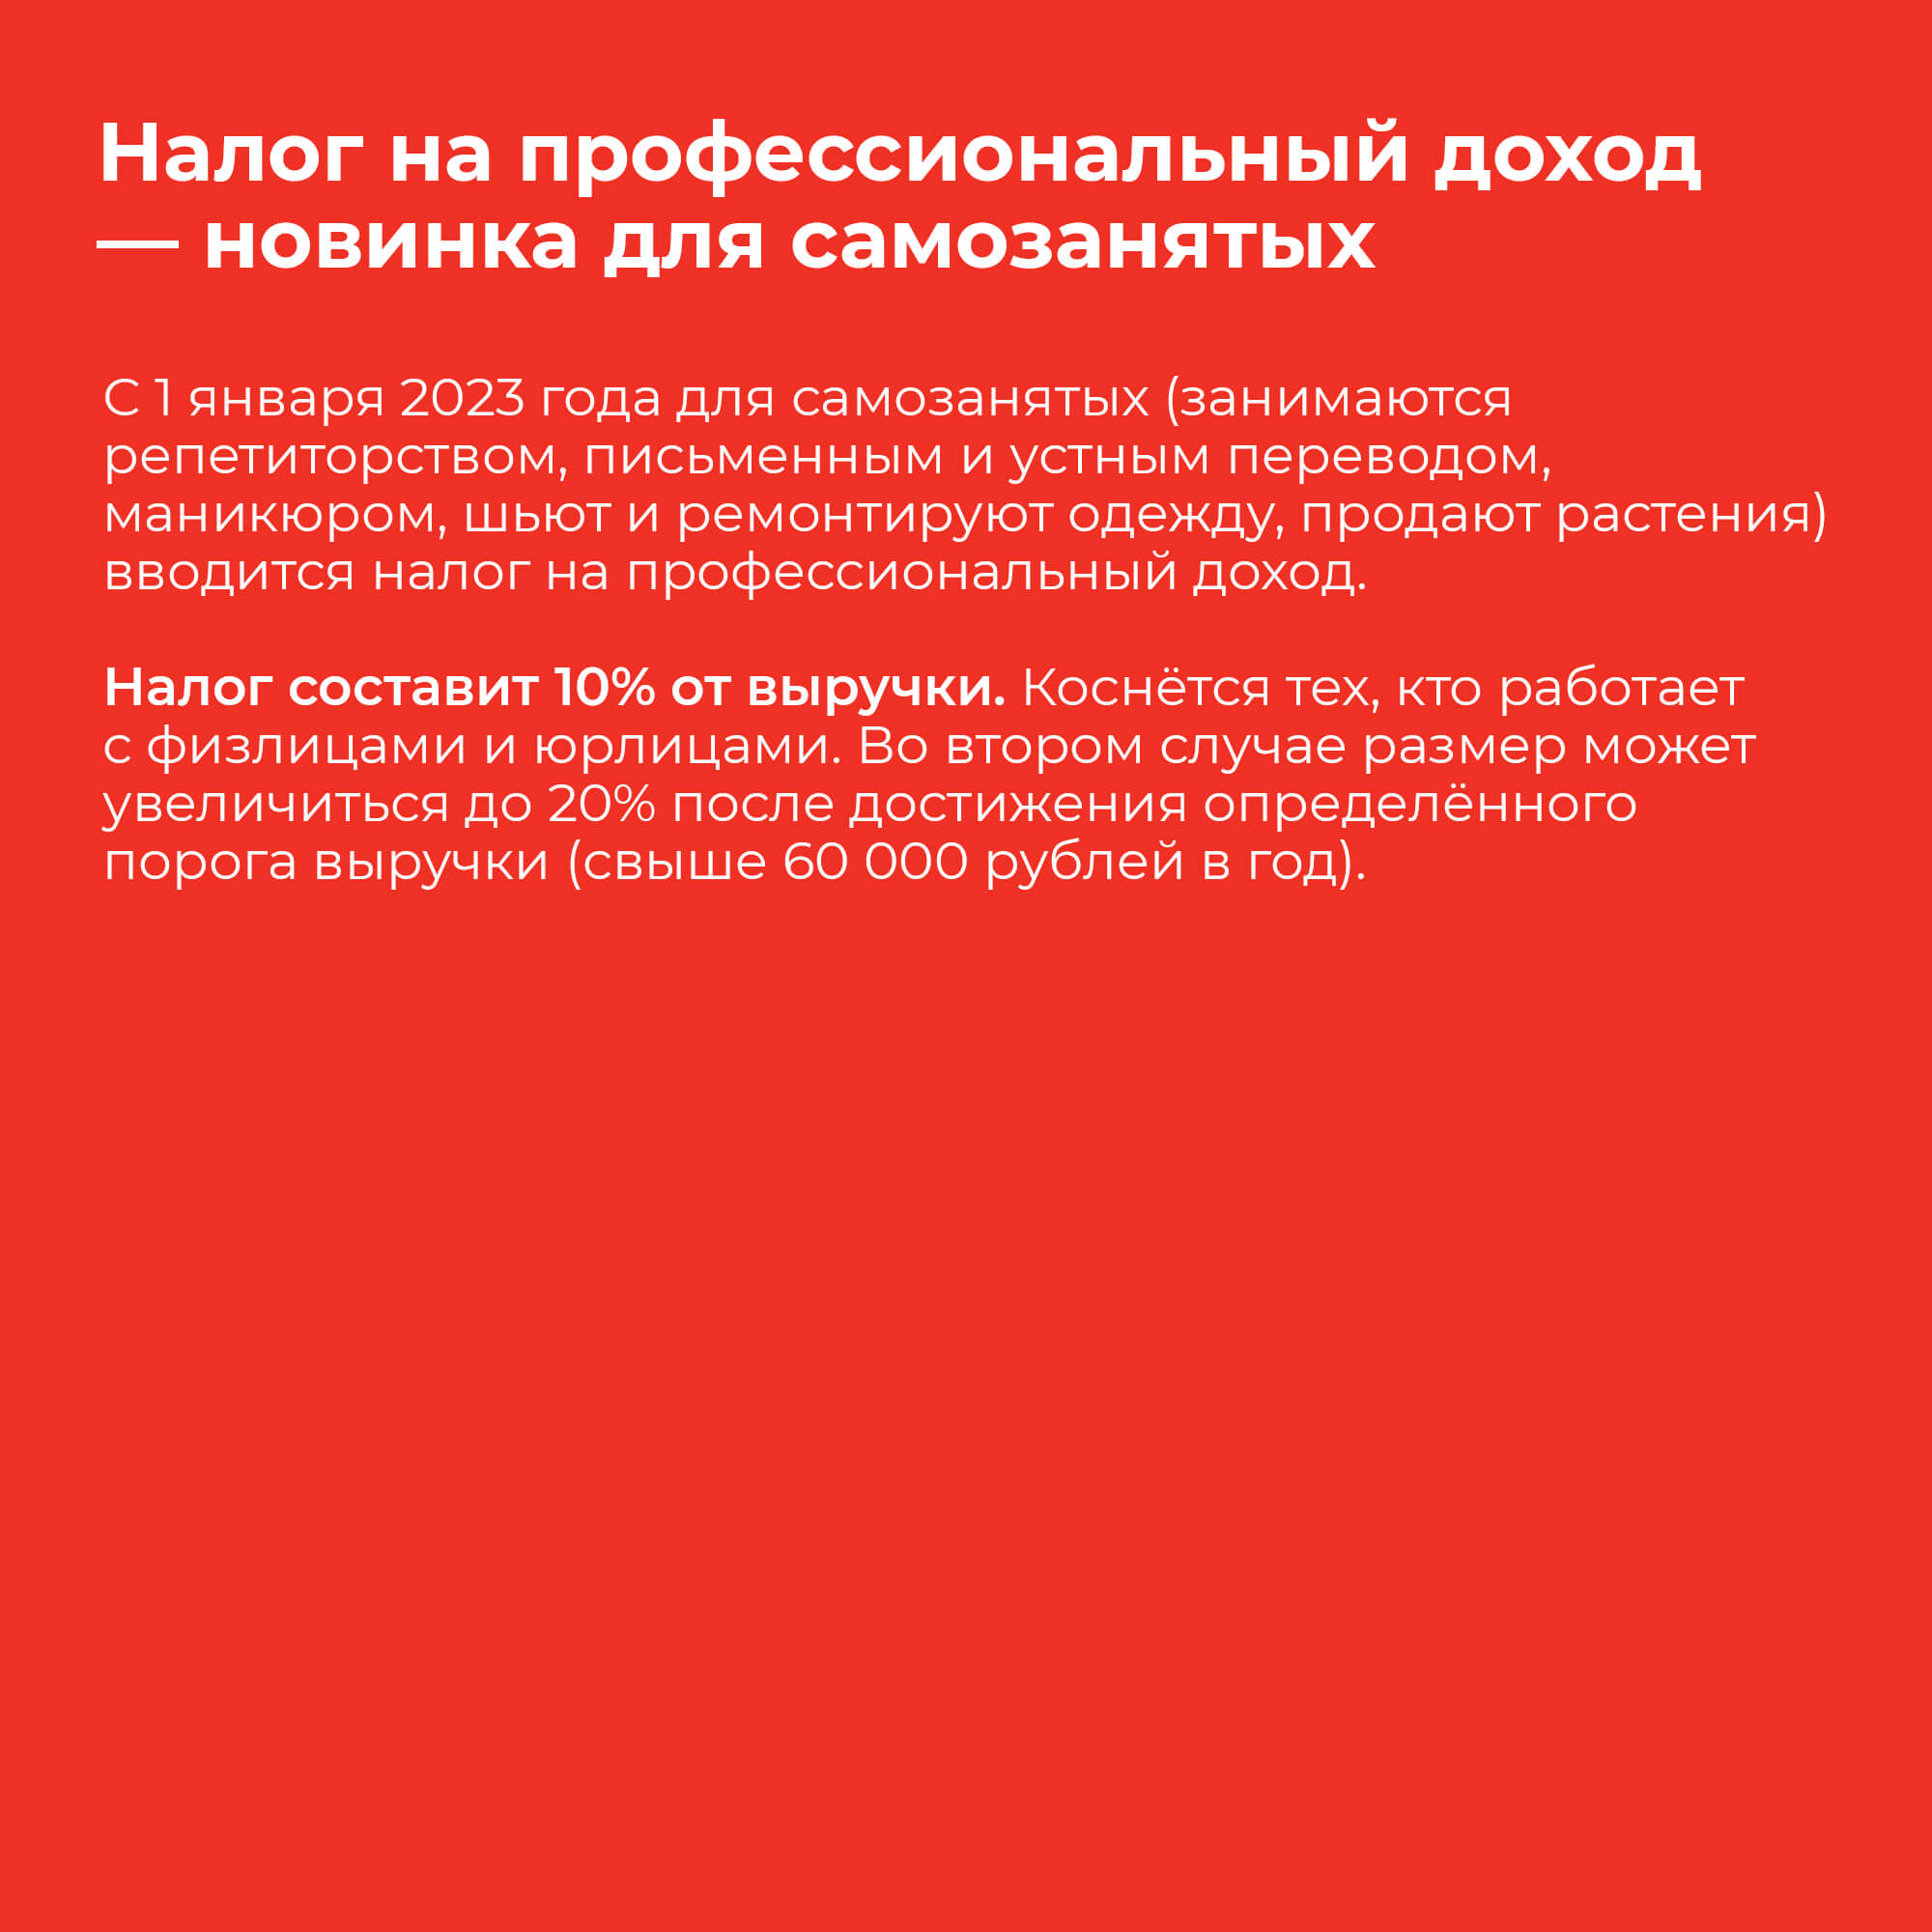 Налог на профессиональный доход
— новинка для самозанятых
С 1 января 2023 года для самозанятых (занимаются
репетиторством, письменным и устным переводом,
маникюром, шьют и ремонтируют одежду, продают растения)
вводится налог на профессиональный доход.
Налог составит 10% от выручки. Коснётся тех, кто работает
с физлицами и юрлицами. Во втором случае размер может
увеличиться до 20% после достижения определённого
порога выручки (свыше 60 000 рублей в год).